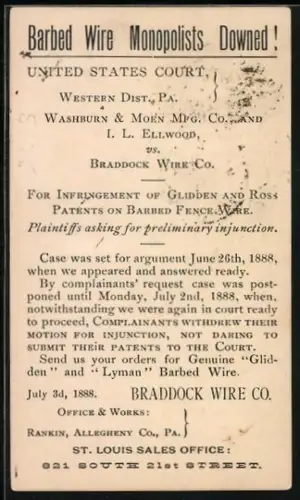 Barbed Wire Monopolists Downed!
UNITED STATES COURT,
WESTERN DIST., PA.
WASHBURN & MOEN MFG. CO., AND
I. L. ELLWOOD,
vs.
BRADDOCK WIRE CO.
FOR INFRINGEMENT OF GLIDDEN AND ROSS
PATENTS ON BARBED FENCE WIRE.
Plaintiffs asking for preliminary injunction.
Case was set for argument June 26th, 1888,
when we appeared and answered ready.
By complainants' request case was post-
poned until Monday, July 2nd, 1888, when,
notwithstanding we were again in court ready
to proceed, COMPLAINANTS WITHDREW THEIR
MOTION FOR INJUNCTION, NOT DARING TO
SUBMIT THEIR PATENTS TO THE COURT.
Send us your orders for Genuine "Glid-
den" and "Lyman" Barbed Wire.
July 3d, 1888. BRADDOCK WIRE CO.
OFFICE & WORKS:
RANKIN, ALLEGHENY CO., PA.
ST. LOUIS SALES OFFICE:
821 SOUTH 21st STREET.